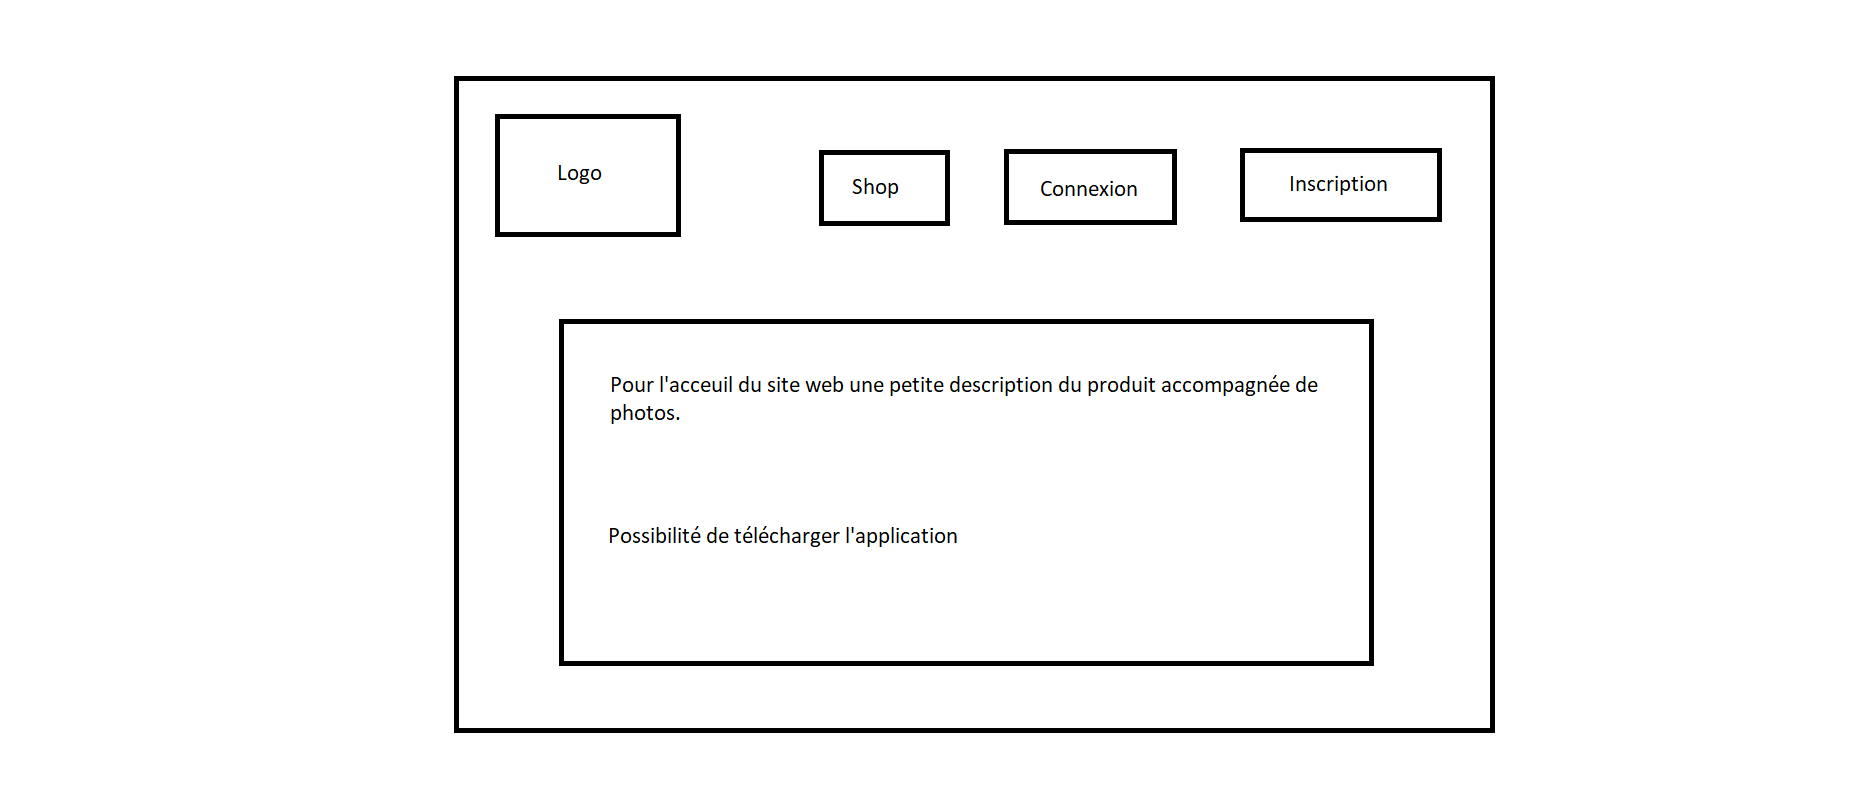 Logo
Shop
Connexion
Inscription
Pour l'acceuil du site web une petite description du produit accompagnée de
photos.
Possibilité de télécharger l'application